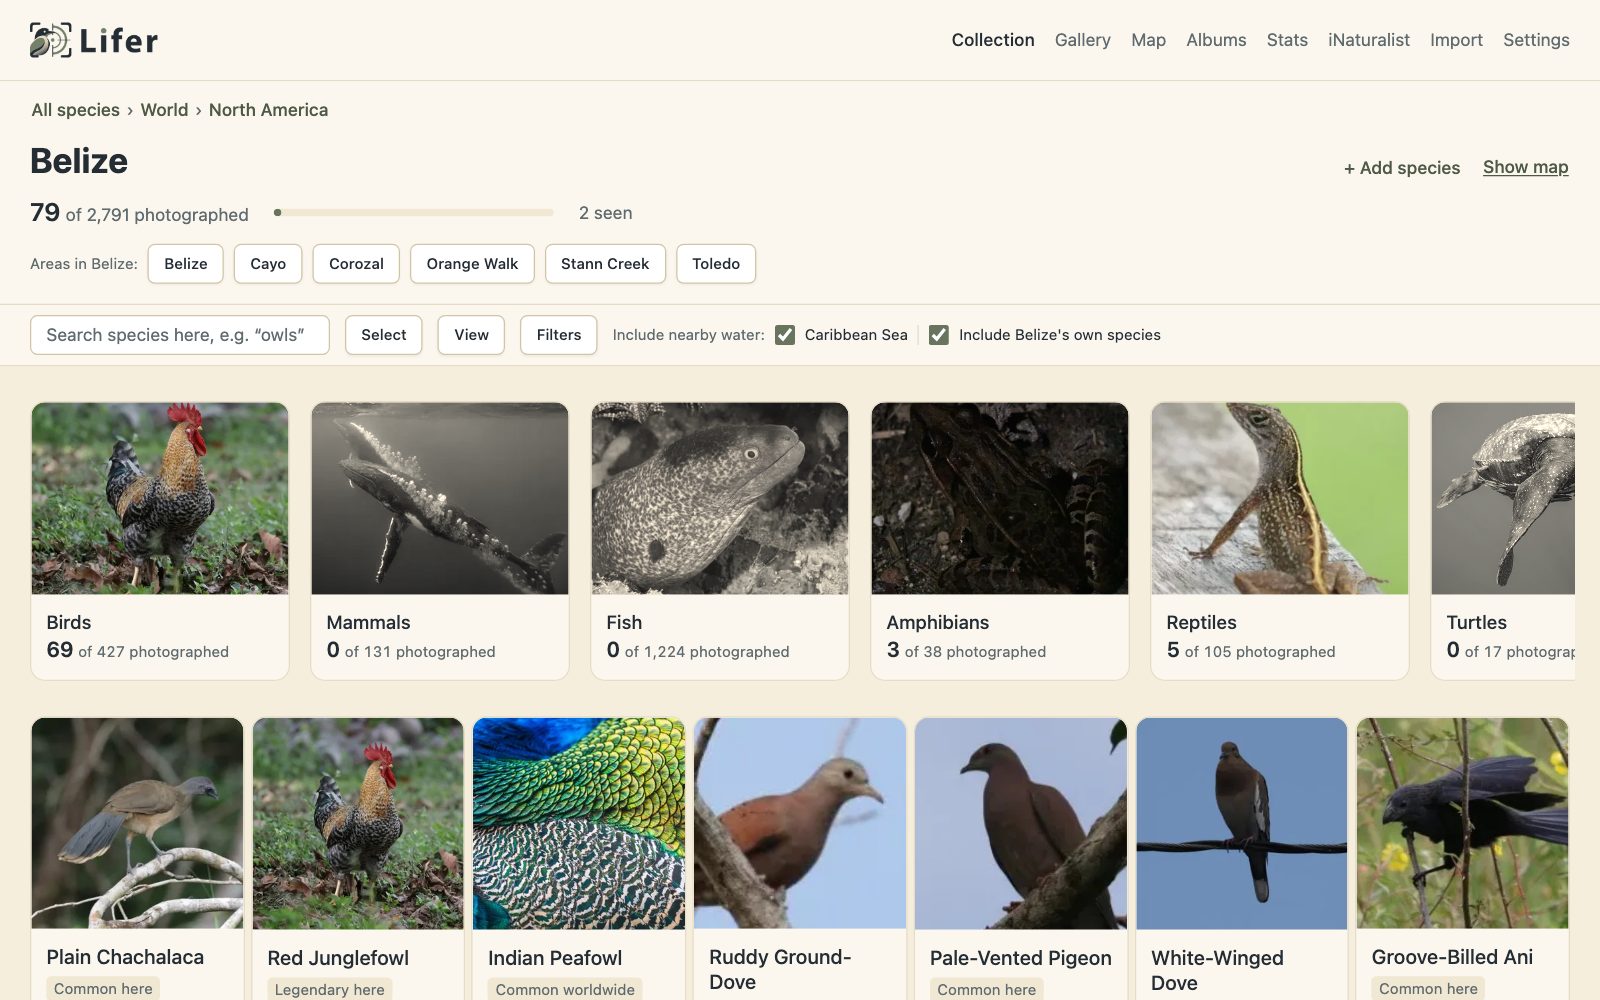 Lifer
Collection Gallery Map Albums Stats iNaturalist Import Settings
All species › World › North America
Belize
+ Add species Show map
79 of 2,791 photographed 2 seen
Areas in Belize: Belize Cayo Corozal Orange Walk Stann Creek Toledo
Search species here, e.g. “owls” Select View Filters Include nearby water: Caribbean Sea Include Belize's own species
Birds Mammals Fish Amphibians Reptiles Turtles
69 of 427 photographed 0 of 131 photographed 0 of 1,224 photographed 3 of 38 photographed 5 of 105 photographed 0 of 17 photograp
Plain Chachalaca Red Junglefowl Indian Peafowl Ruddy Ground- Pale-Vented Pigeon White-Winged Groove-Billed Ani
Dove Dove
Common here Legendary here Common worldwide Common here Common here